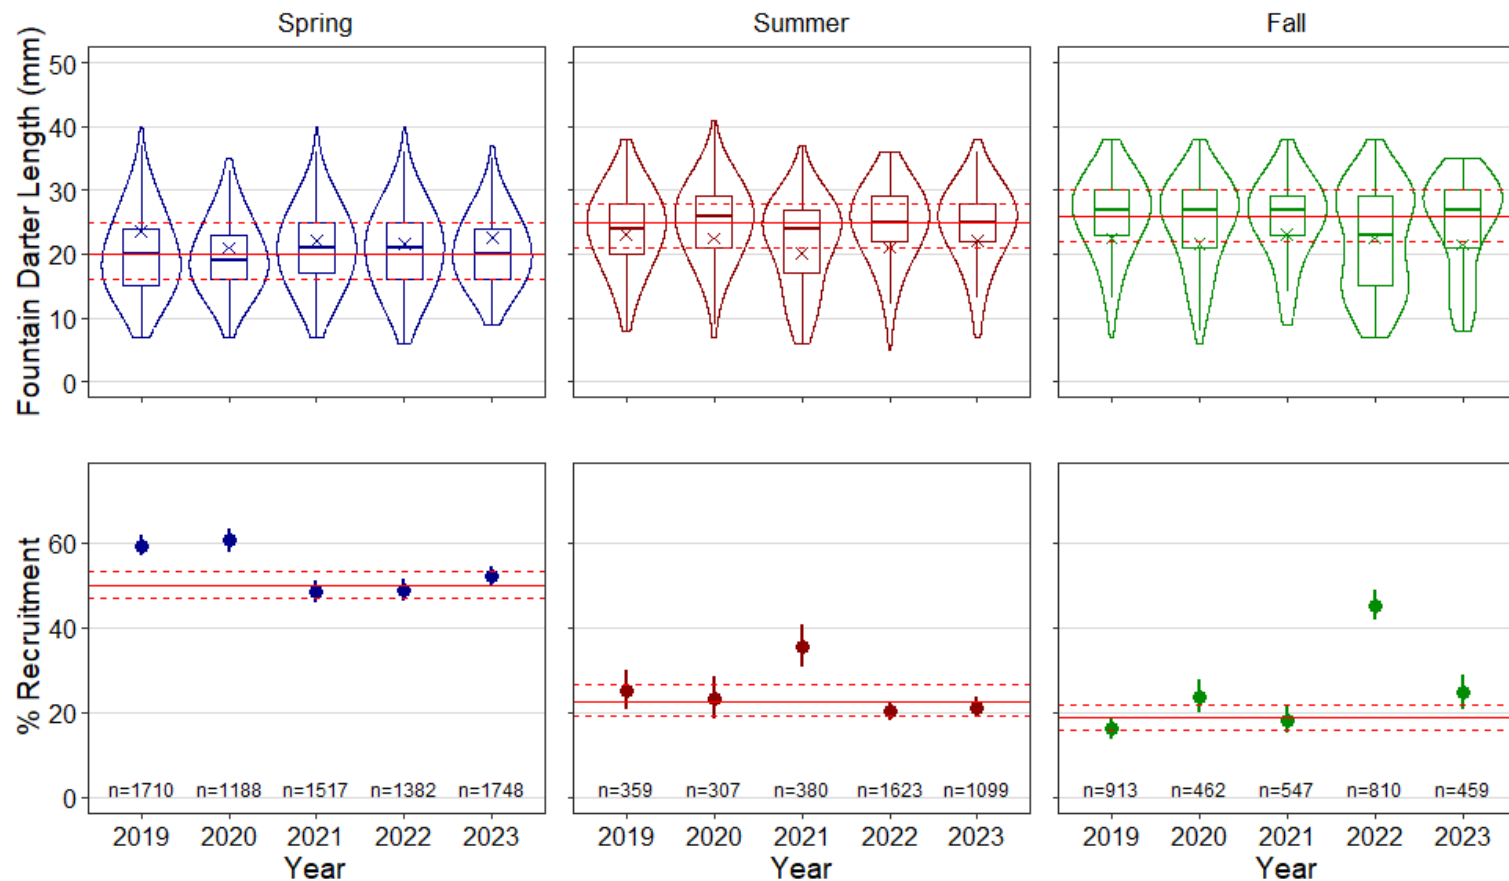 Spring Summer Fall
Fountain Darter Length (mm)
50
40
30
20
10
0
% Recruitment
60
40
20
0
n=1710 n=1188 n=1517 n=1382 n=1748 n=359 n=307 n=380 n=1623 n=1099 n=913 n=462 n=547 n=810 n=459
2019 2020 2021 2022 2023 2019 2020 2021 2022 2023 2019 2020 2021 2022 2023
Year Year Year